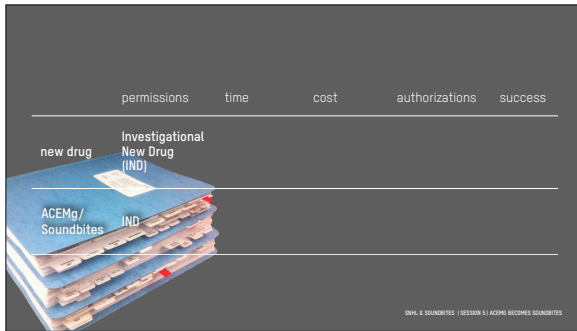 permissions time cost authorizations success
Investigational
new drug New Drug
(IND)
ACEMg/
Soundbites IND
SNHL & SOUNDBITES | SESSION 5 | ACEMG BECOMES SOUNDBITES